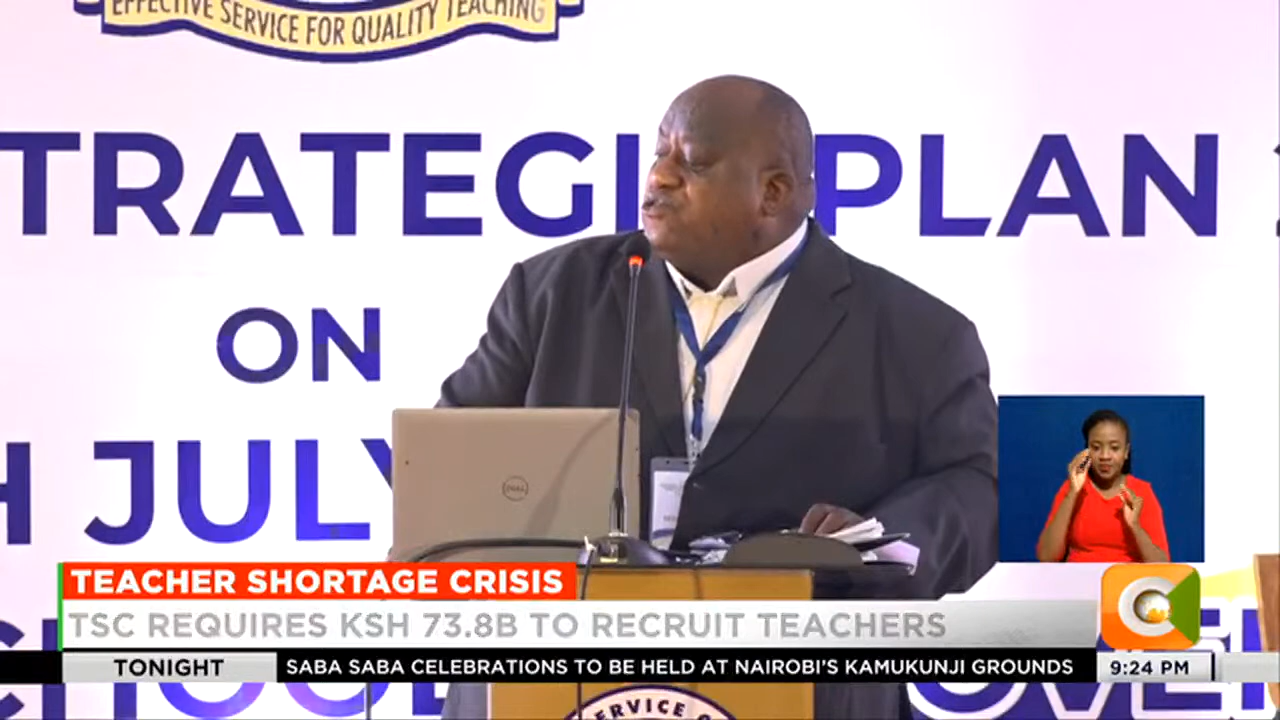 EFFECTIVE SERVICE FOR QUALITY TEACHING
TRATEGI PLAN
ON
H JULY
DELL
TEACHER SHORTAGE CRISIS
TSC REQUIRES KSH 73.8B TO RECRUIT TEACHERS
TONIGHT
SABA SABA CELEBRATIONS TO BE HELD AT NAIROBI'S KAMUKUNJI GROUNDS
9:24 PM
C
SERVICE